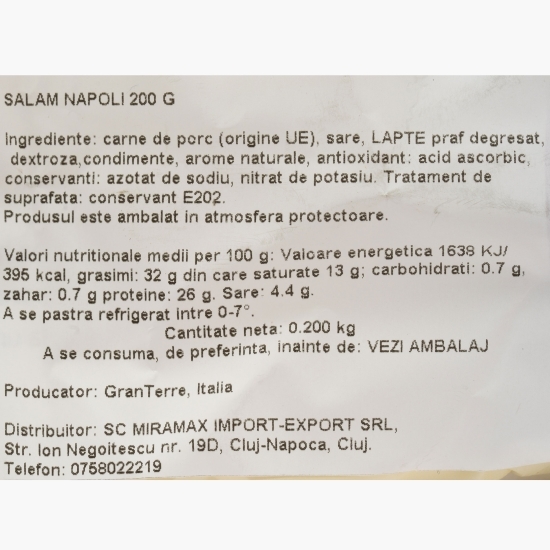 SALAM NAPOLI 200 G
Ingrediente: carne de porc (origine UE), sare, LAPTE praf degresat,
dextroza,condimente, arome naturale, antioxidant: acid ascorbic,
conservanti: azotat de sodiu, nitrat de potasiu. Tratament de
suprafata: conservant E202.
Produsul este ambalat in atmosfera protectoare.
Valori nutritionale medii per 100 g: Valoare energetica 1638 KJ/
395 kcal, grasimi: 32 g din care saturate 13 g; carbohidrati: 0.7 g,
zahar: 0.7 g proteine: 26 g. Sare: 4.4 g.
A se pastra refrigerat intre 0-7°.
Cantitate neta: 0.200 kg
A se consuma, de preferinta, inainte de: VEZI AMBALAJ
Producator: GranTerre, Italia
Distribuitor: SC MIRAMAX IMPORT-EXPORT SRL,
Str. Ion Negoitescu nr. 19D, Cluj-Napoca, Cluj.
Telefon: 0758022219